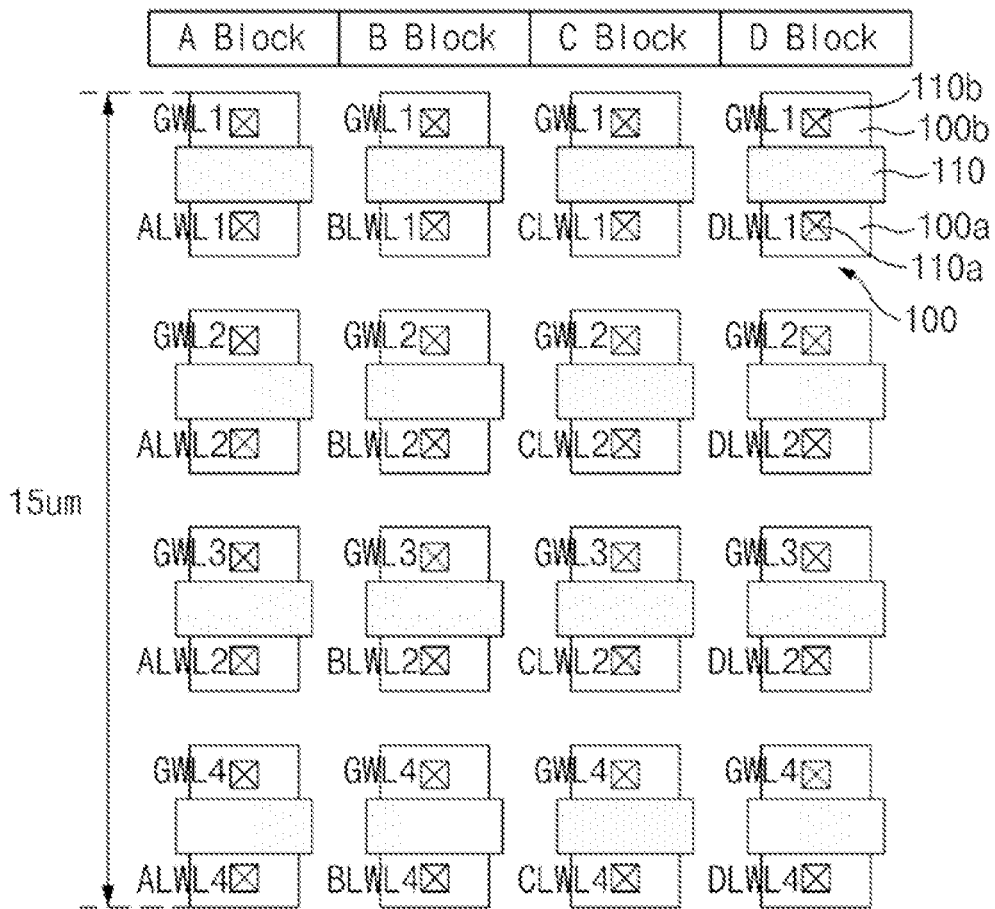 A Block B Block C Block D Block
GWL1 GWL1 GWL1 GWL1 110b
100b
110
ALWL1 BLWL1 CLWL1 DLWL1 100a
110a
100
GWL2 GWL2 GWL2 GWL2
ALWL2 BLWL2 CLWL2 DLWL2
15um
GWL3 GWL3 GWL3 GWL3
ALWL2 BLWL2 CLWL2 DLWL2
GWL4 GWL4 GWL4 GWL4
ALWL4 BLWL4 CLWL4 DLWL4